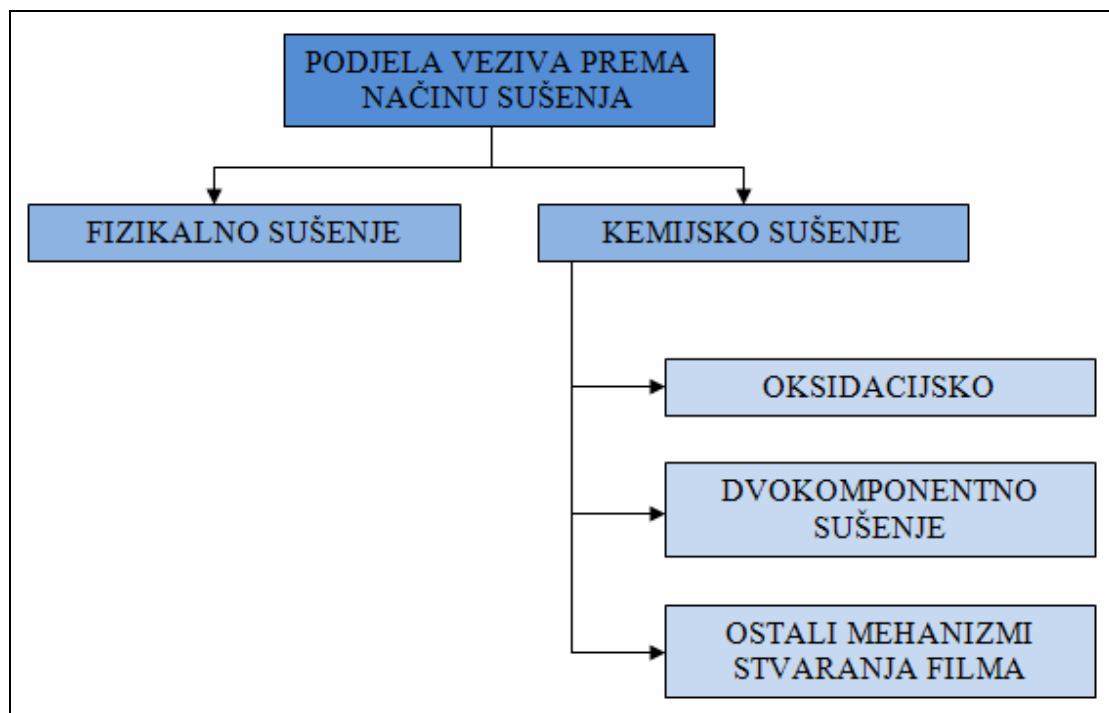 PODJELA VEZIVA PREMA
NAČINU SUŠENJA
FIZIKALNO SUŠENJE
KEMIJSKO SUŠENJE
OKSIDACIJSKO
DVOKOMPONENTNO
SUŠENJE
OSTALI MEHANIZMI
STVARANJA FILMA